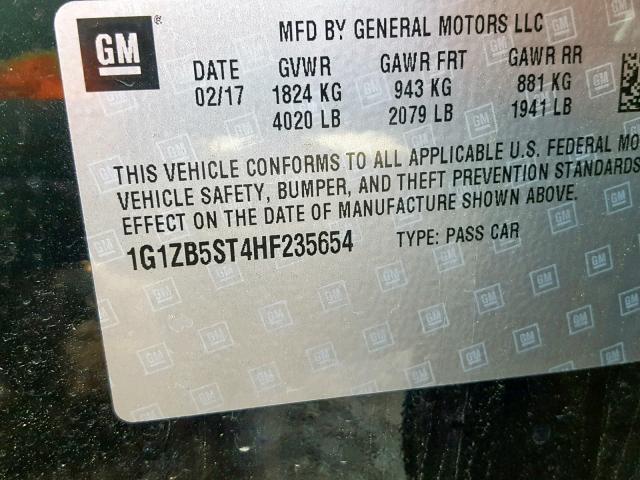 GM
MFD BY GENERAL MOTORS LLC
DATE GVWR GAWR FRT GAWR RR
02/17 1824 KG 943 KG 881 KG
4020 LB 2079 LB 1941 LB
THIS VEHICLE CONFORMS TO ALL APPLICABLE U.S. FEDERAL MO
VEHICLE SAFETY, BUMPER, AND THEFT PREVENTION STANDARDS
EFFECT ON THE DATE OF MANUFACTURE SHOWN ABOVE.
1G1ZB5ST4HF235654 TYPE: PASS CAR